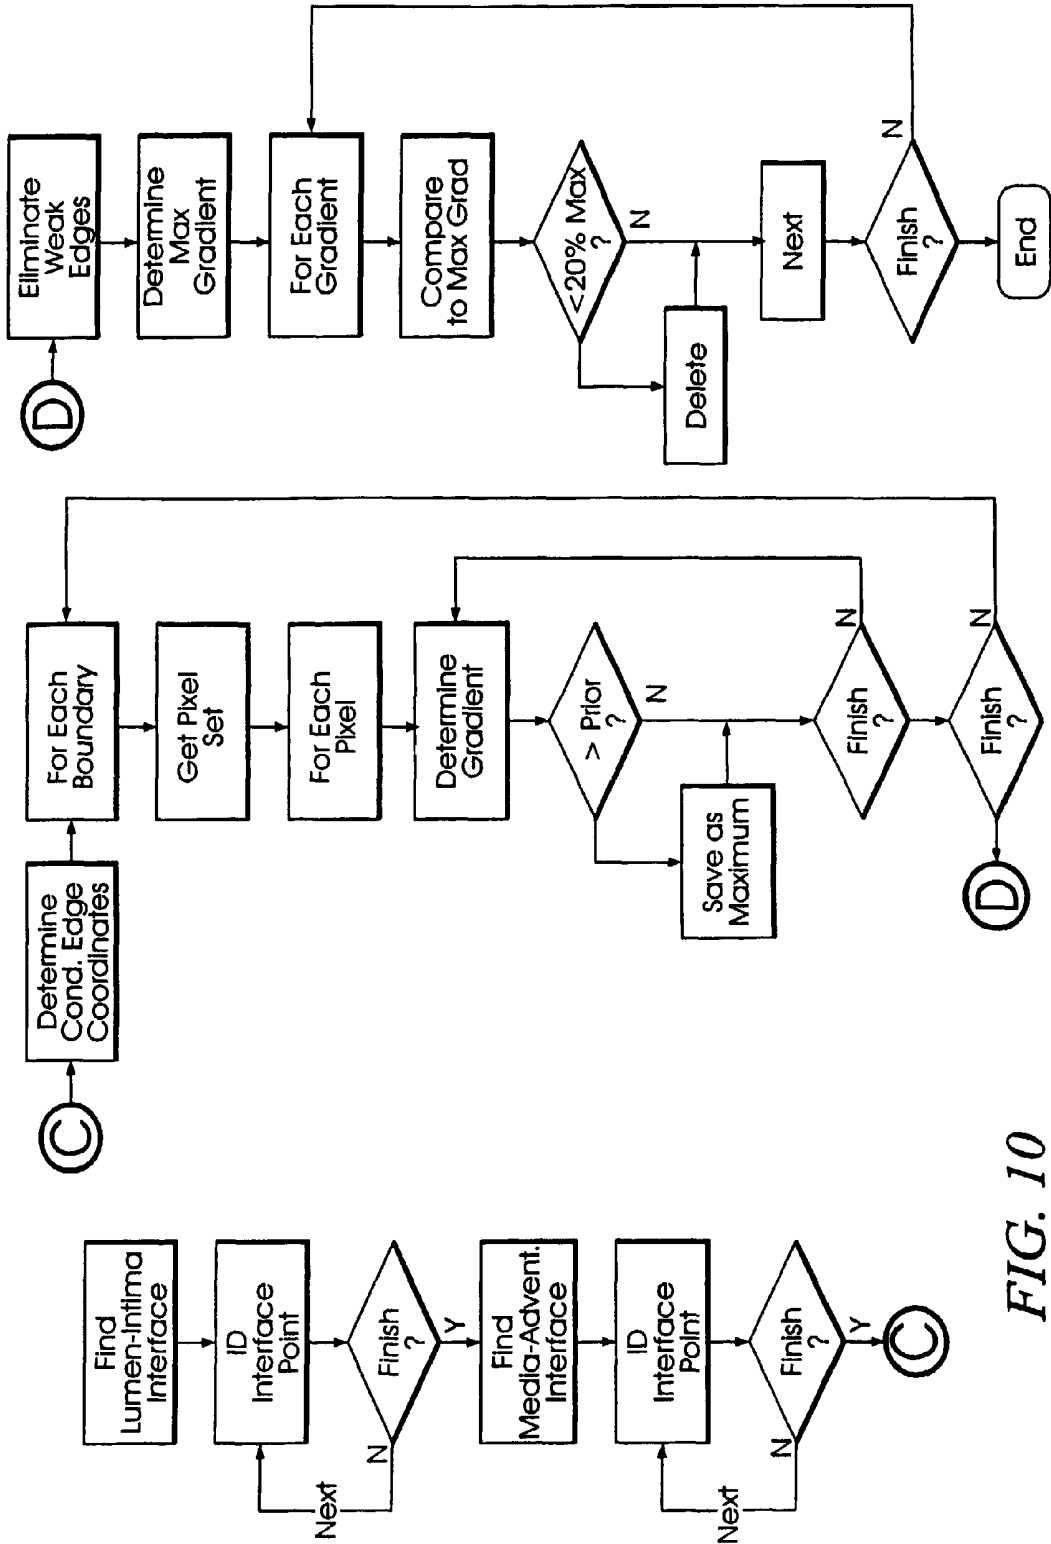 Find
Lumen-Intima
Interface
ID
Interface
Point
Finish
?
N
Next
Y
Find
Media-Advent.
Interface
ID
Interface
Point
Finish
?
N
Next
Y
C
C
Determine
Cond. Edge
Coordinates
For Each
Boundary
Get Pixel
Set
For Each
Pixel
Determine
Gradient
> Prior
?
N
Save as
Maximum
Finish
?
N
Finish
?
N
D
D
Eliminate
Weak
Edges
Determine
Max
Gradient
For Each
Gradient
Compare
to Max Grad
<20% Max
?
N
Delete
Next
Finish
?
N
End
FIG. 10